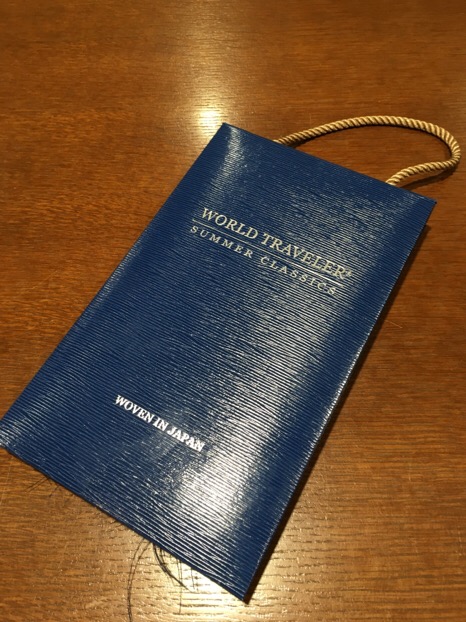 WORLD TRAVELER®
SUMMER CLASSICS
WOVEN IN JAPAN